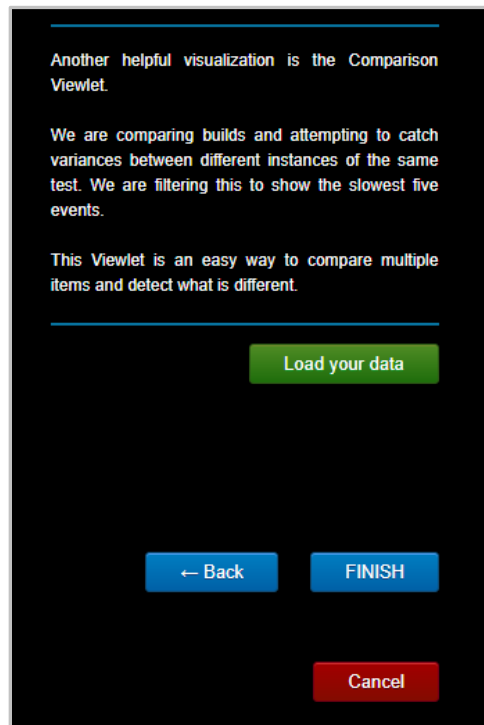 Another helpful visualization is the Comparison
Viewlet.
We are comparing builds and attempting to catch
variances between different instances of the same
test. We are filtering this to show the slowest five
events.
This Viewlet is an easy way to compare multiple
items and detect what is different.
Load your data
← Back FINISH
Cancel